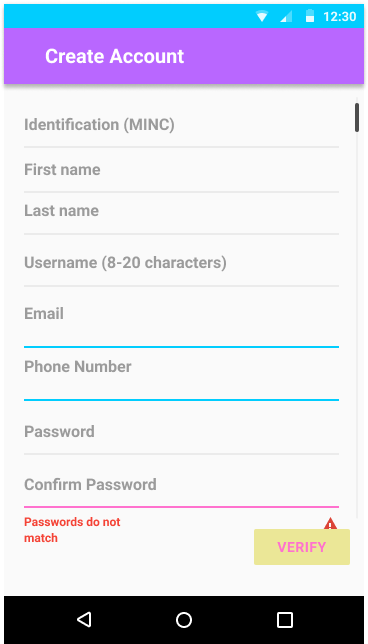 12:30
Create Account
Identification (MINC)
First name
Last name
Username (8-20 characters)
Email
Phone Number
Password
Confirm Password
Passwords do not
match
VERIFY